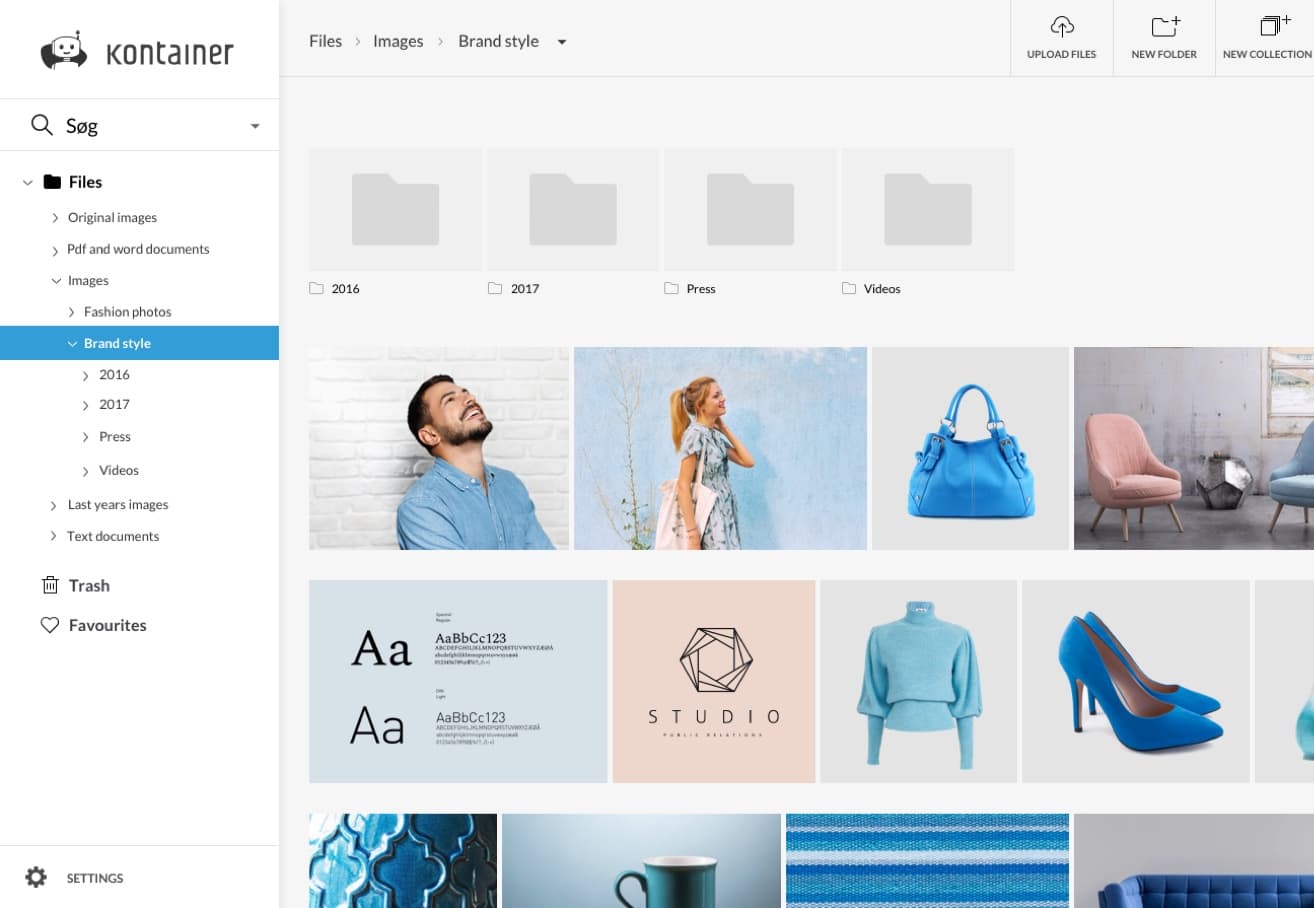 Kontainer
Files
Images
Brand style
UPLOAD FILES
NEW FOLDER
NEW COLLECTION
Søg
Files
Original images
Pdf and word documents
Images
Fashion photos
Brand style
2016
2017
Press
Videos
Last years images
Text documents
Trash
Favourites
SETTINGS
2016
2017
Press
Videos
Aa
Regular
AaBbCc123
Aa
Light
AaBbCc123
STUDIO
PUBLIC RELATIONS